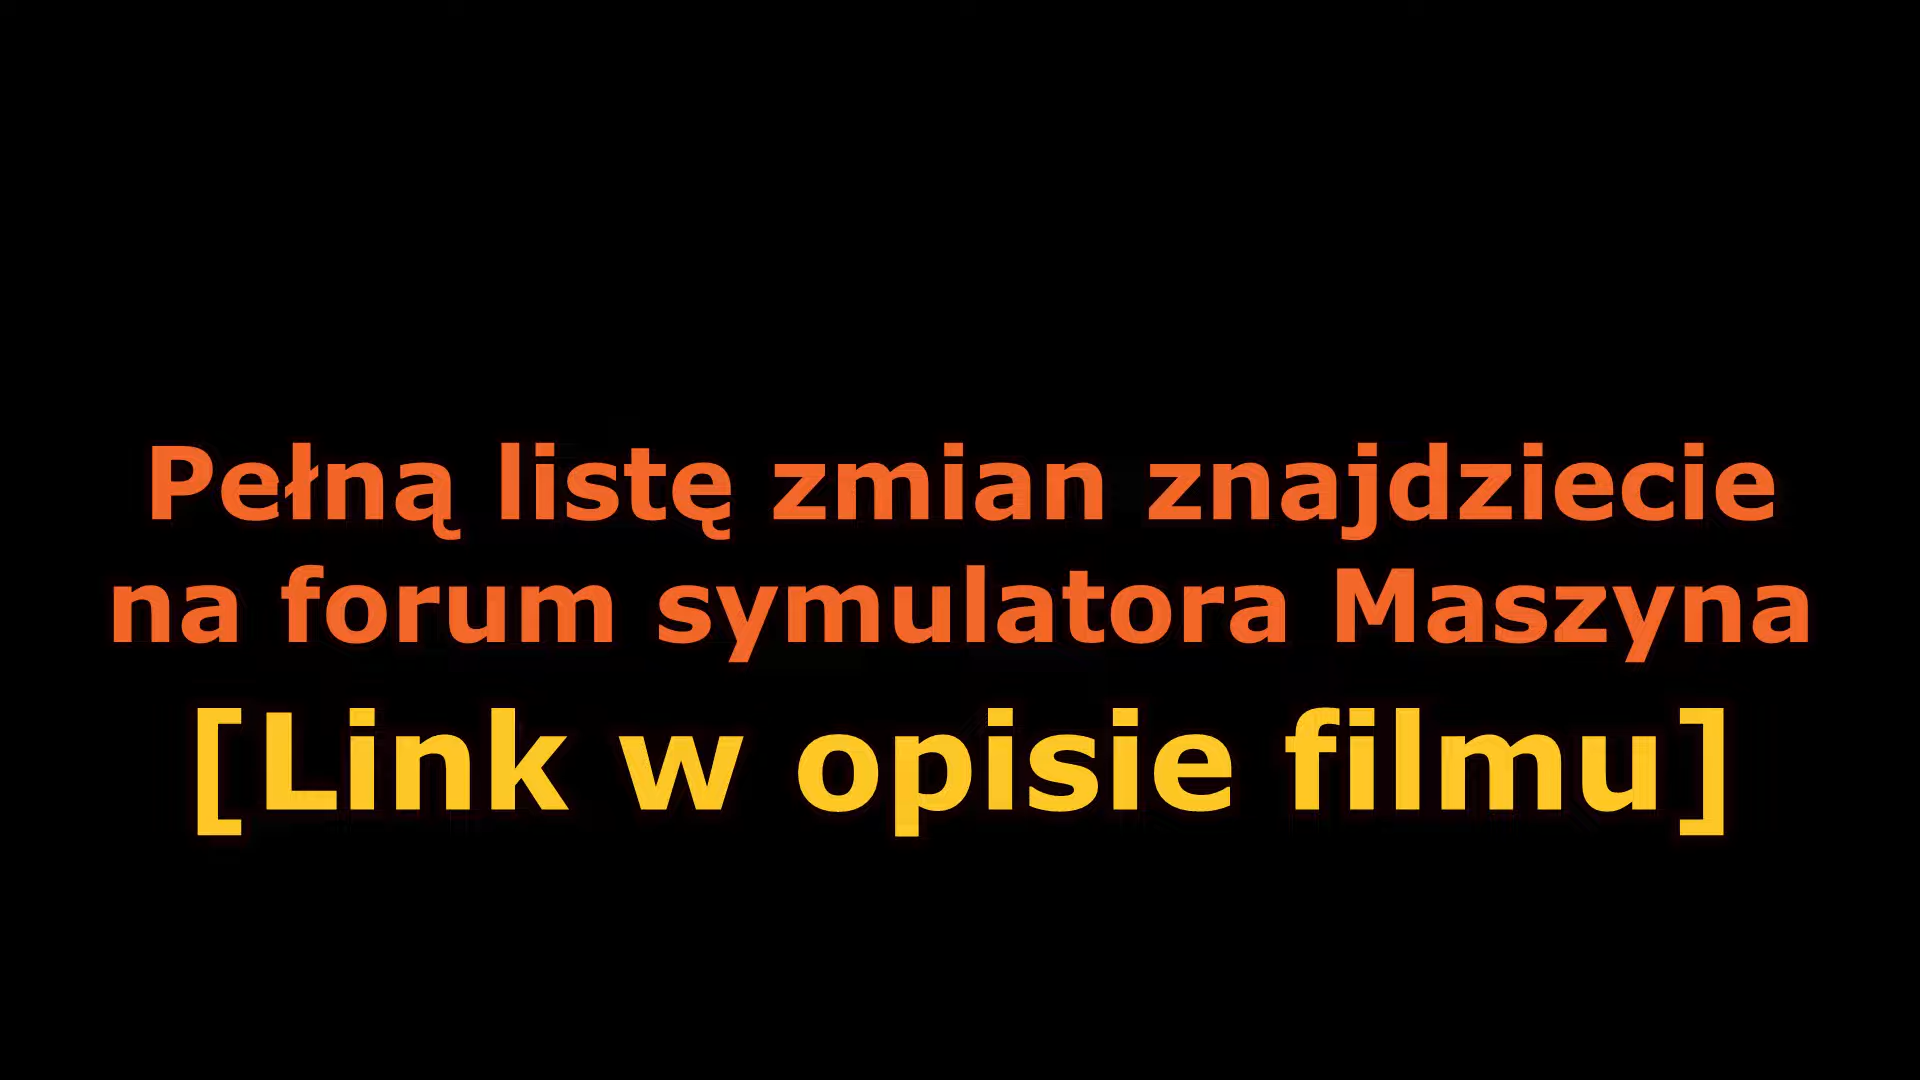 Pełną listę zmian znajdziecie
na forum symulatora Maszyna
[Link w opisie filmu]